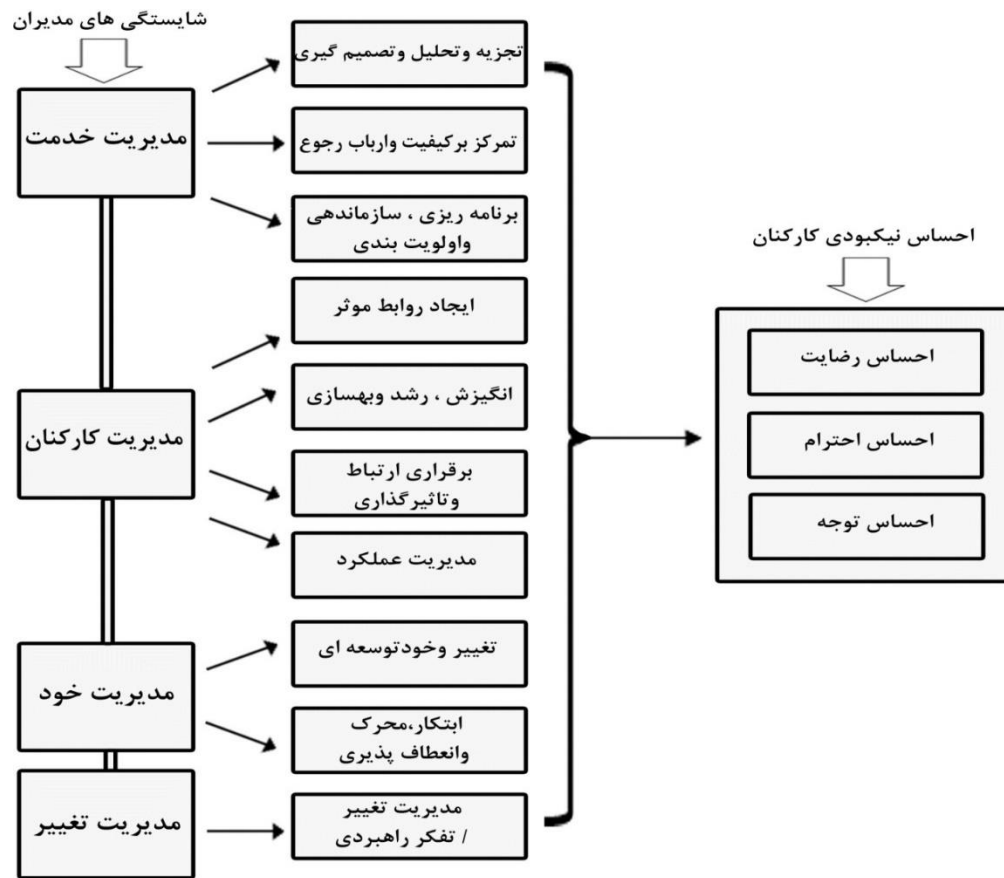 شایستگی های مدیران
مدیریت خدمت
تجزیه وتحلیل وتصمیم گیری
تمرکز برکیفیت وارباب رجوع
برنامه ریزی ، سازماندهی
واولویت بندی
مدیریت کارکنان
ایجاد روابط موثر
انگیزش ، رشد وبهسازی
برقراری ارتباط
وتاثیرگذاری
مدیریت عملکرد
مدیریت خود
تغییر وخودتوسعه ای
ابتکار،محرک
وانعطاف پذیری
مدیریت تغییر
مدیریت تغییر
/ تفکر راهبردی
احساس نیکبودی کارکنان
احساس رضایت
احساس احترام
احساس توجه